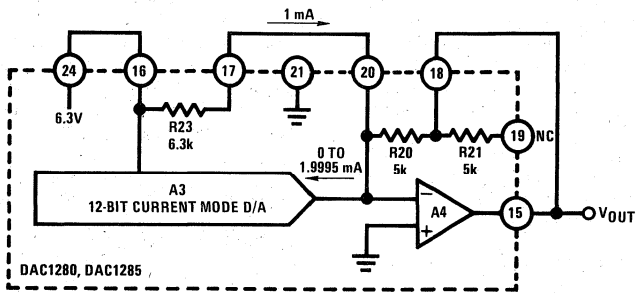 1 mA
24
16
17
21
20
18
6.3V
R23
6.3k
R20
5k
R21
5k
19
NC
0 TO
1.9995 mA
A3
12-BIT CURRENT MODE D/A
−
+
A4
15
VOUT
DAC1280, DAC1285